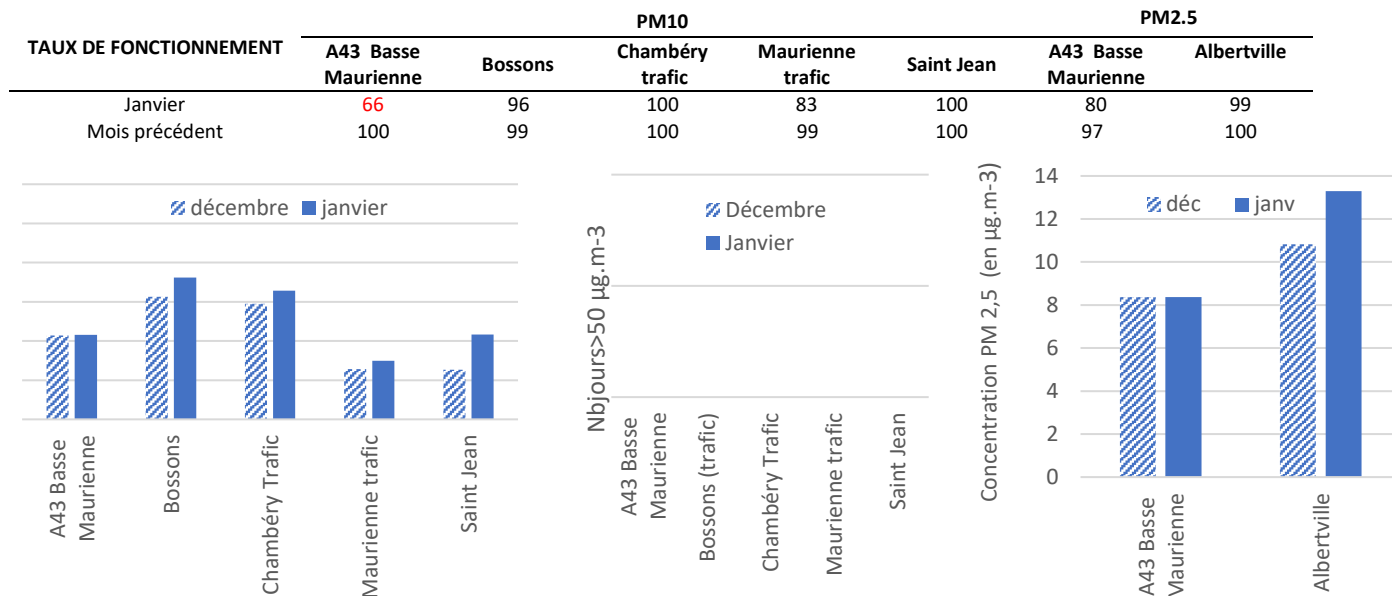 PM10 PM2.5
TAUX DE FONCTIONNEMENT A43 Basse Maurienne Bossons Chambéry trafic Maurienne trafic Saint Jean A43 Basse Maurienne Albertville
Janvier 66 96 100 83 100 80 99
Mois précédent 100 99 100 99 100 97 100
décembre janvier
A43 Basse
Maurienne
Bossons
Chambéry Trafic
Maurienne trafic
Saint Jean
Nbjours>50 µg.m-3
Décembre
Janvier
A43 Basse
Maurienne
Bossons (trafic)
Chambéry Trafic
Maurienne trafic
Saint Jean
Concentration PM 2,5 (en µg.m-3)
14
12
10
8
6
4
2
0
déc janv
A43 Basse
Maurienne
Albertville